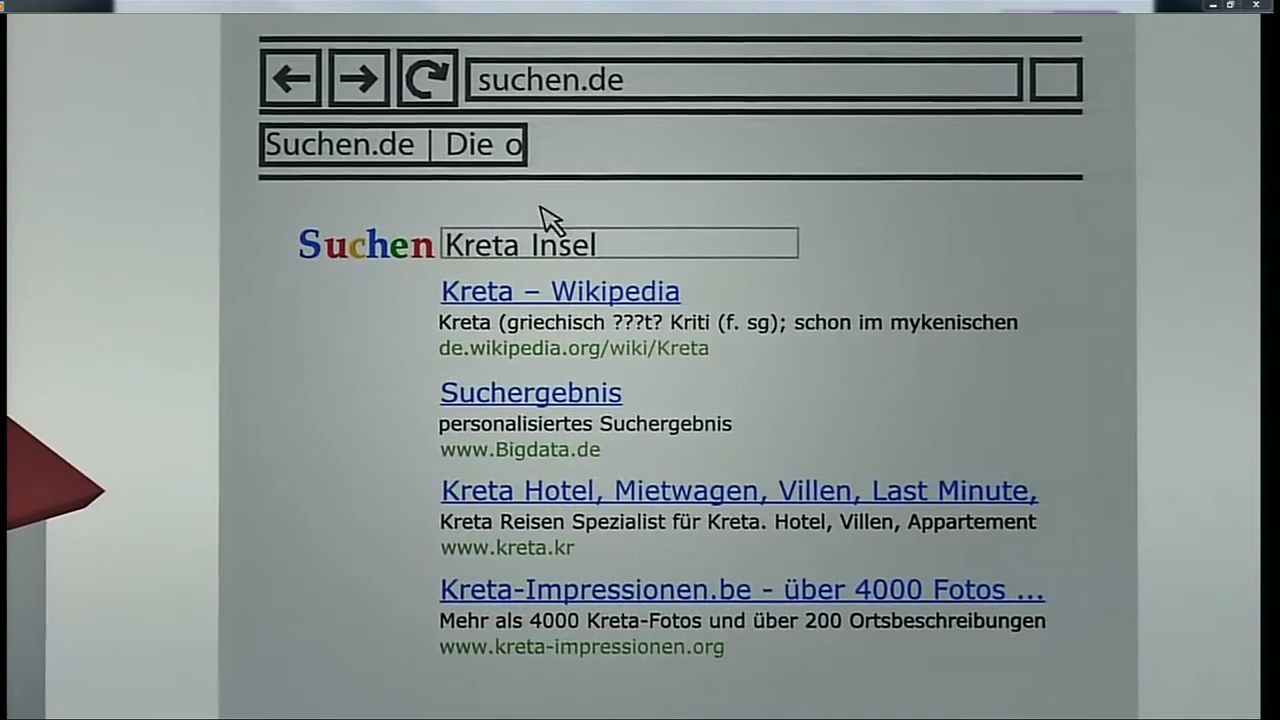 suchen.de
Suchen.de | Die o
Suchen Kreta Insel
Kreta – Wikipedia
Kreta (griechisch ???t? Kriti (f. sg); schon im mykenischen
de.wikipedia.org/wiki/Kreta
Suchergebnis
personalisiertes Suchergebnis
www.Bigdata.de
Kreta Hotel, Mietwagen, Villen, Last Minute,
Kreta Reisen Spezialist für Kreta. Hotel, Villen, Appartement
www.kreta.kr
Kreta-Impressionen.be - über 4000 Fotos ...
Mehr als 4000 Kreta-Fotos und über 200 Ortsbeschreibungen
www.kreta-impressionen.org